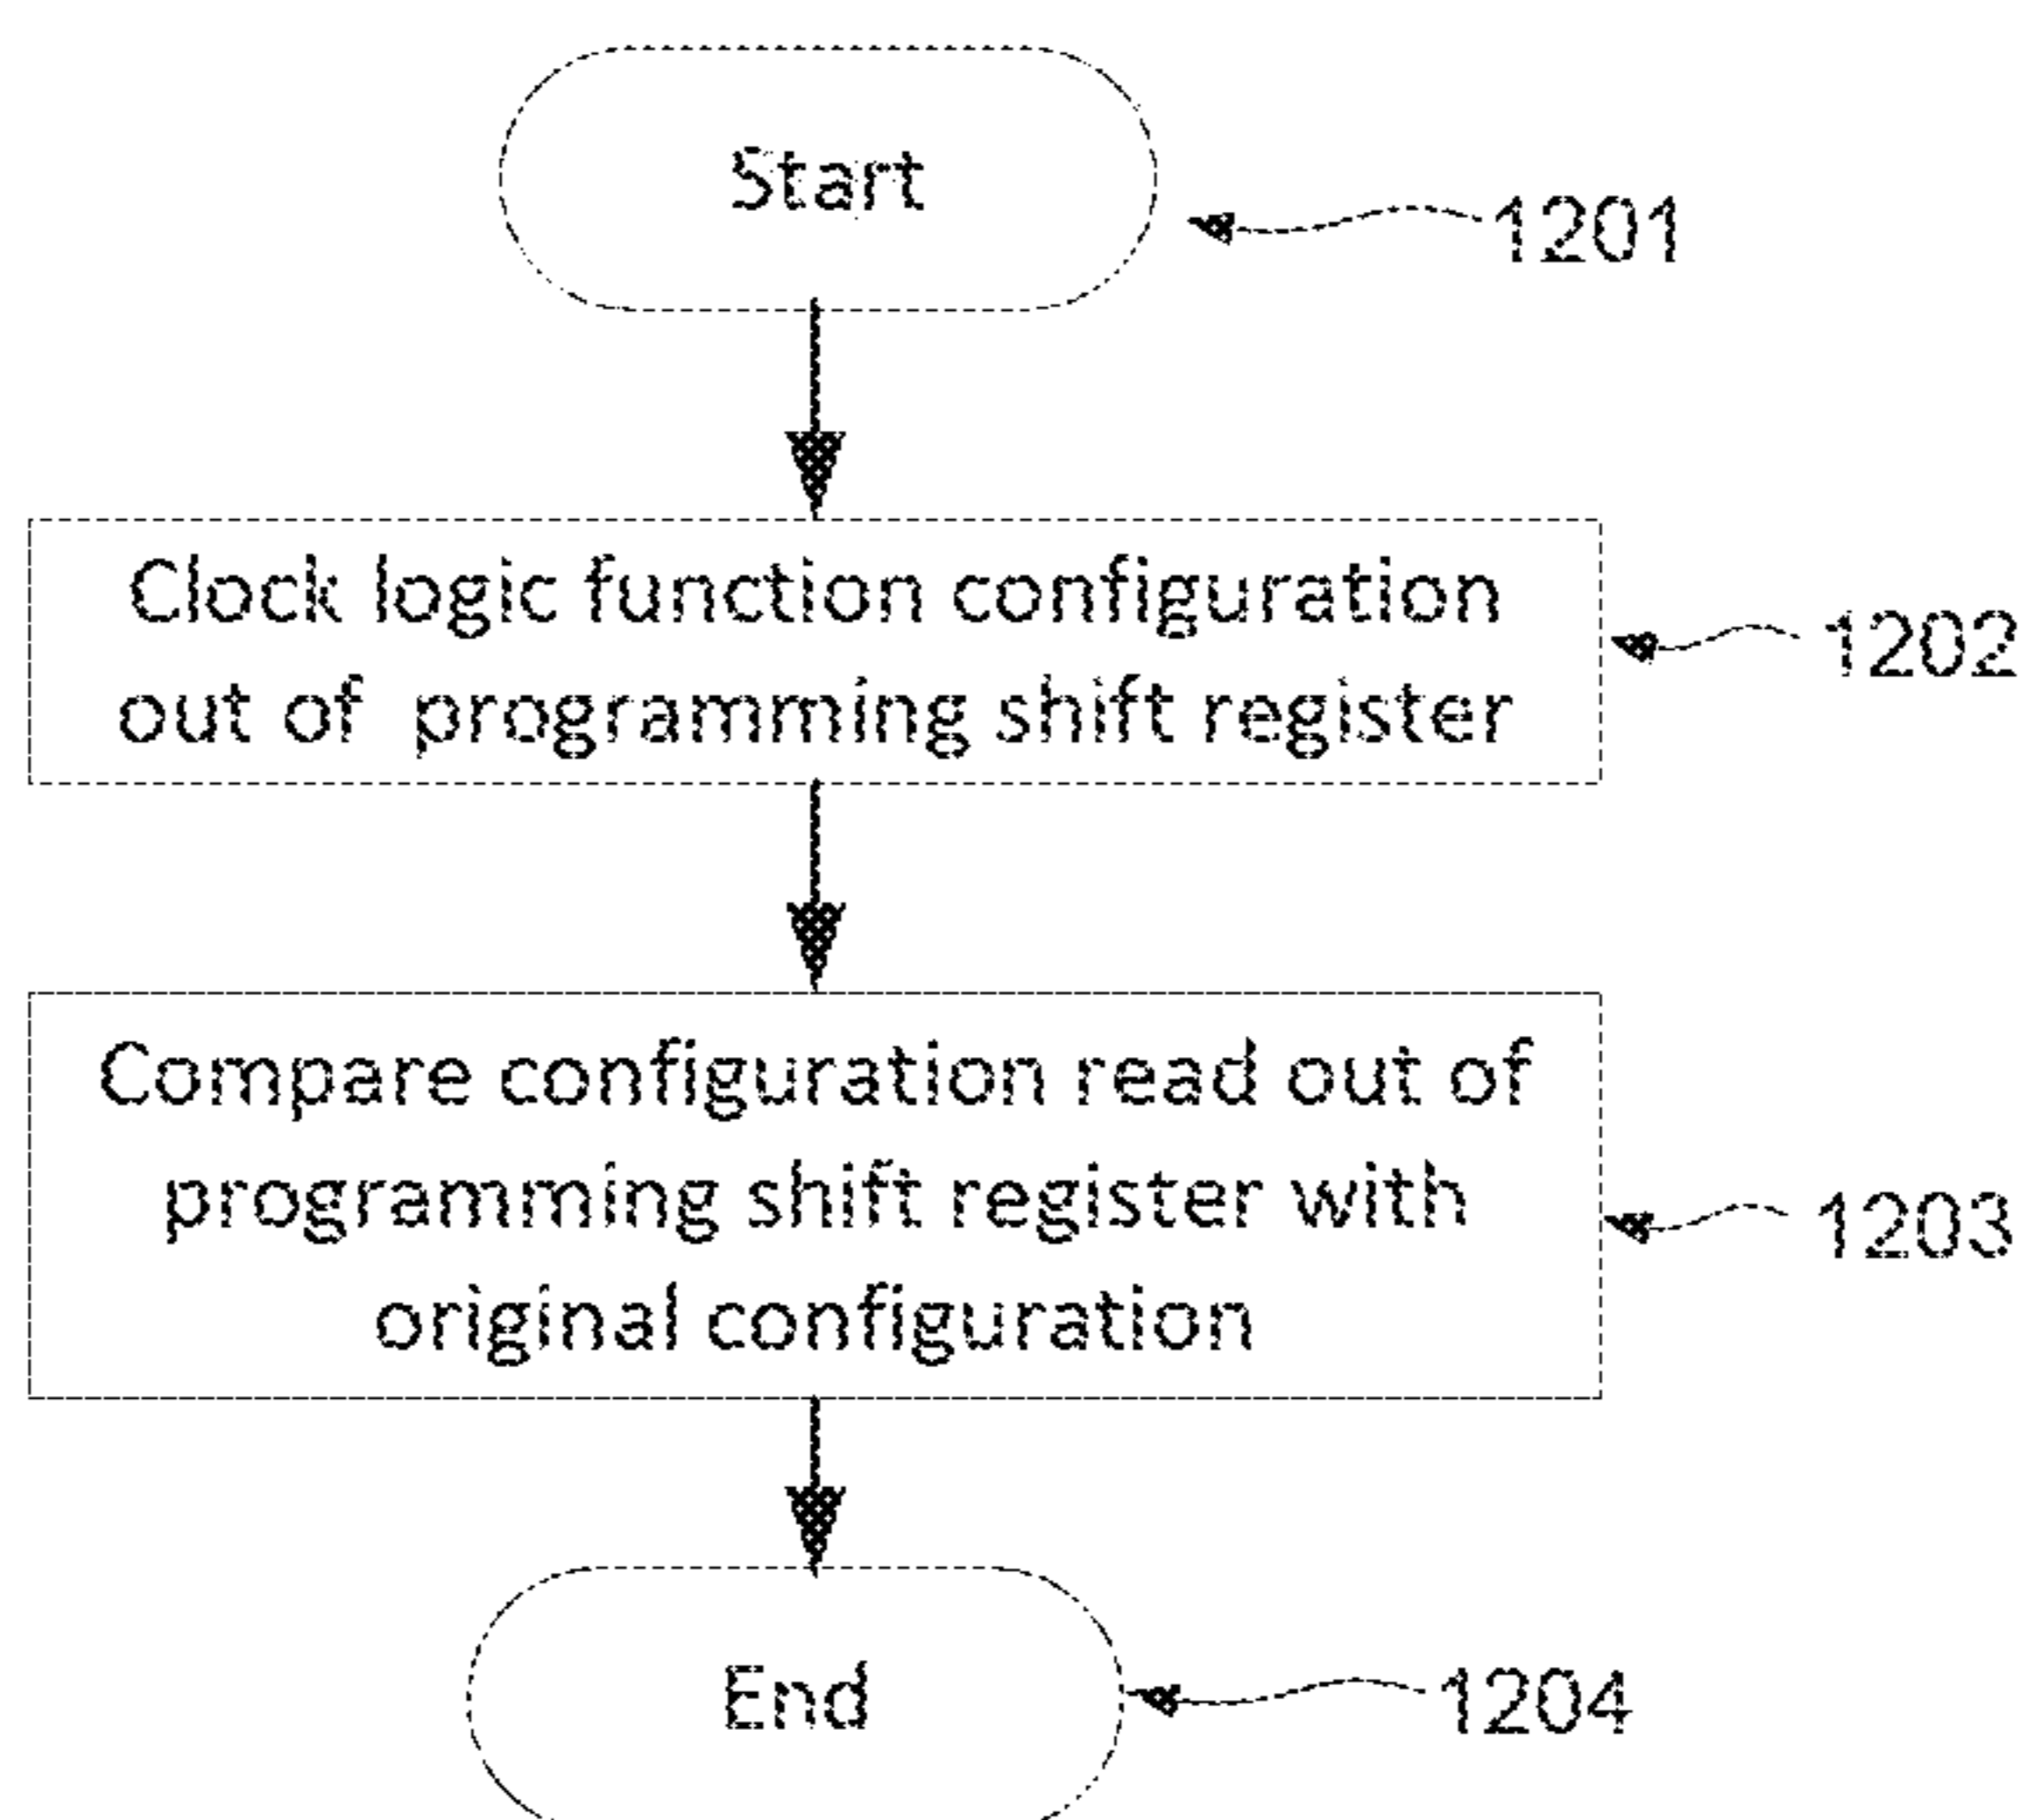 Start
1201
Clock logic function configuration
out of programming shift register
1202
Compare configuration read out of
programming shift register with
original configuration
1203
End
1204